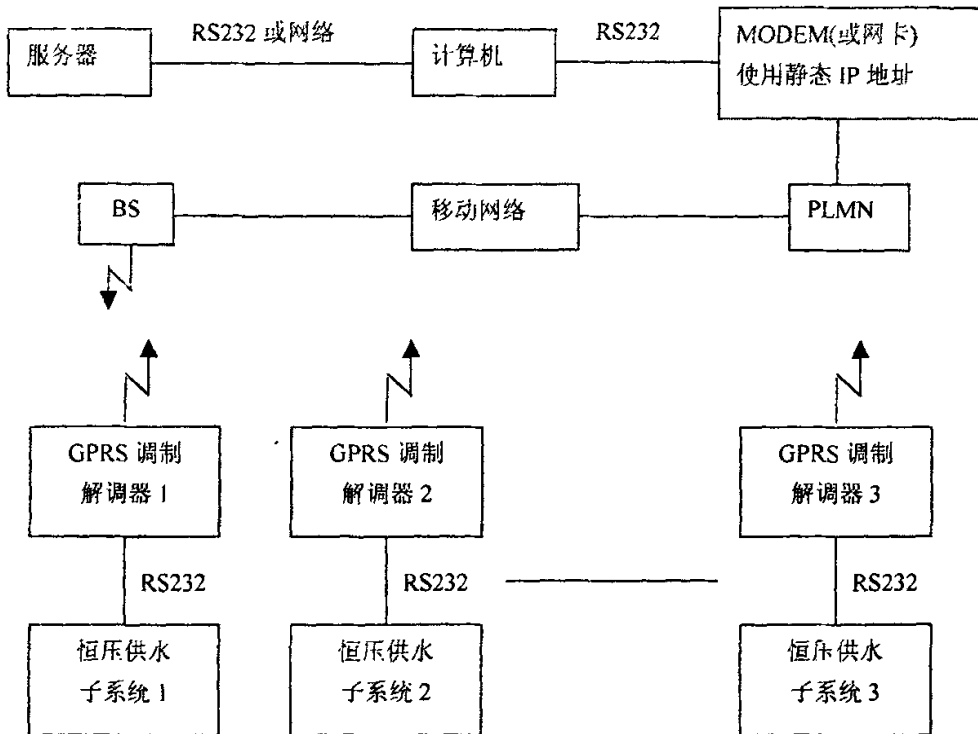 服务器
RS232 或网络
计算机
RS232
MODEM(或网卡)
使用静态 IP 地址
BS
移动网络
PLMN
GPRS 调制
解调器 1
GPRS 调制
解调器 2
GPRS 调制
解调器 3
RS232
RS232
RS232
恒压供水
子系统 1
恒压供水
子系统 2
恒压供水
子系统 3